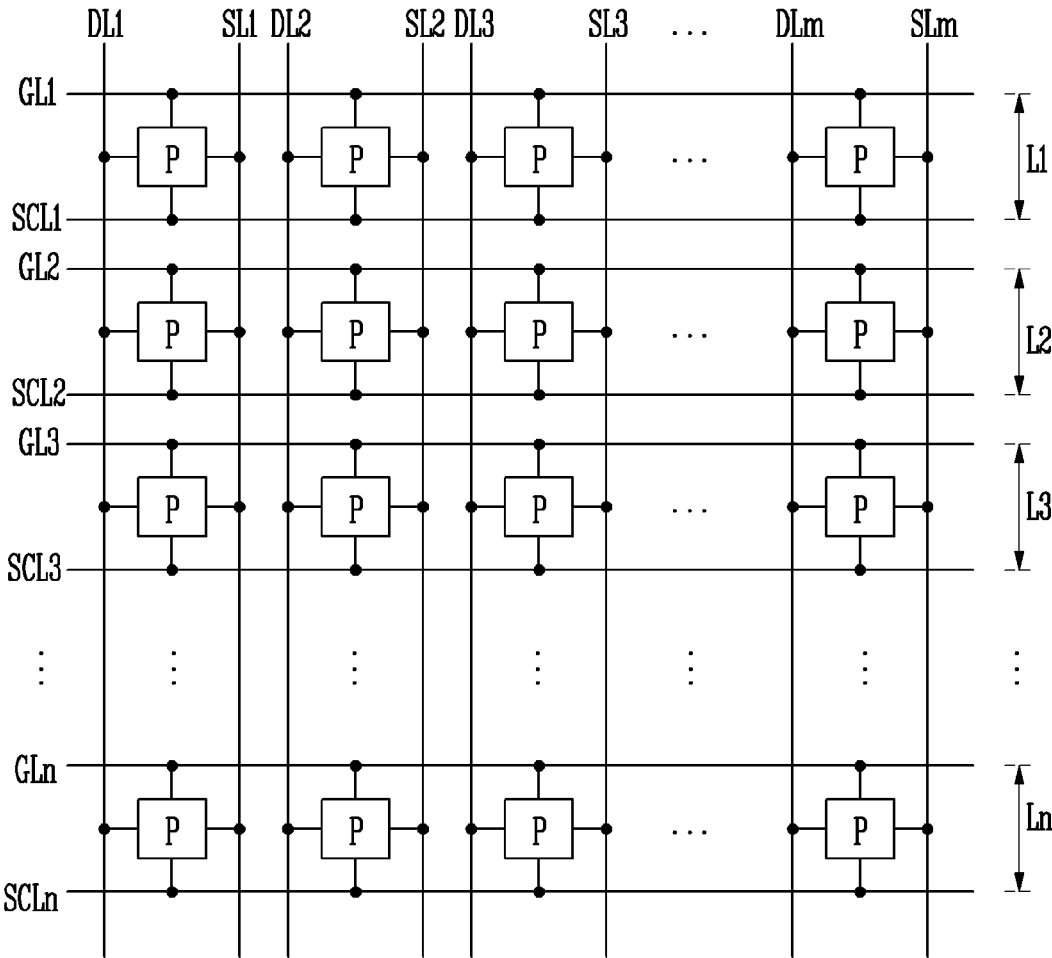 DL1 SL1 DL2 SL2 DL3 SL3 ... DLm SLm
GL1
P P P ... P L1
SCL1
GL2
P P P ... P L2
SCL2
GL3
P P P ... P L3
SCL3
GLn
P P P ... P Ln
SCLn